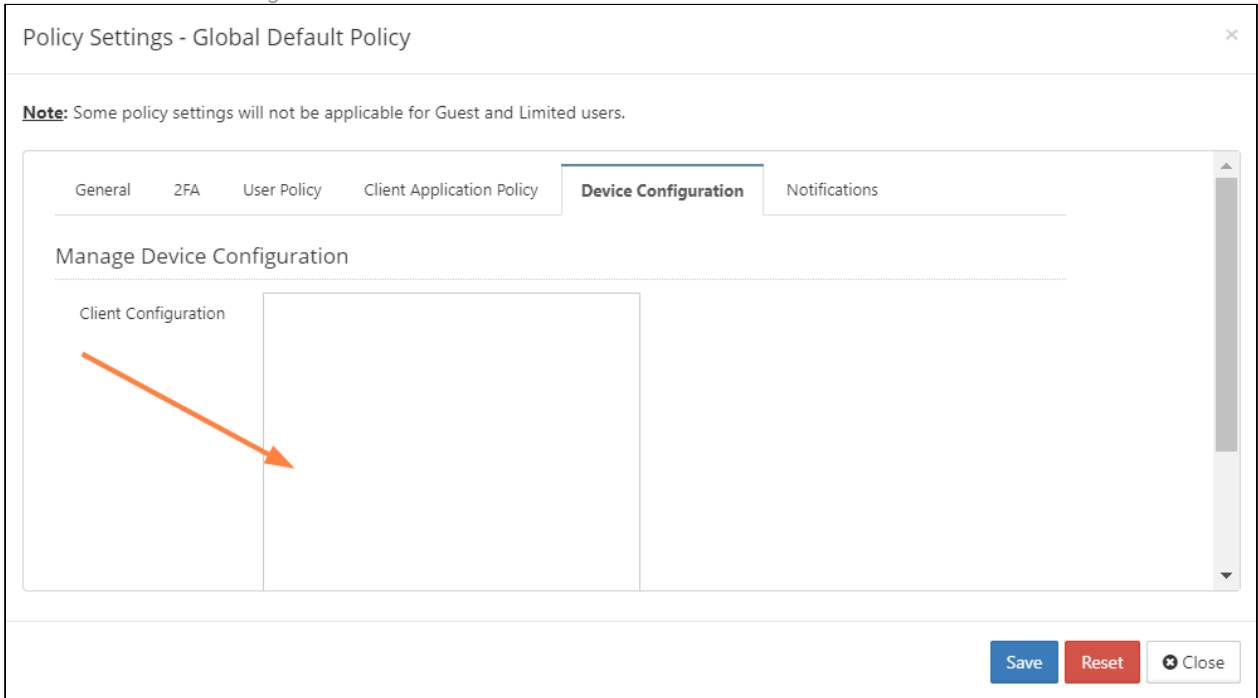 Policy Settings - Global Default Policy ×
Note: Some policy settings will not be applicable for Guest and Limited users.
General 2FA User Policy Client Application Policy Device Configuration Notifications
Manage Device Configuration
Client Configuration
Save Reset Close